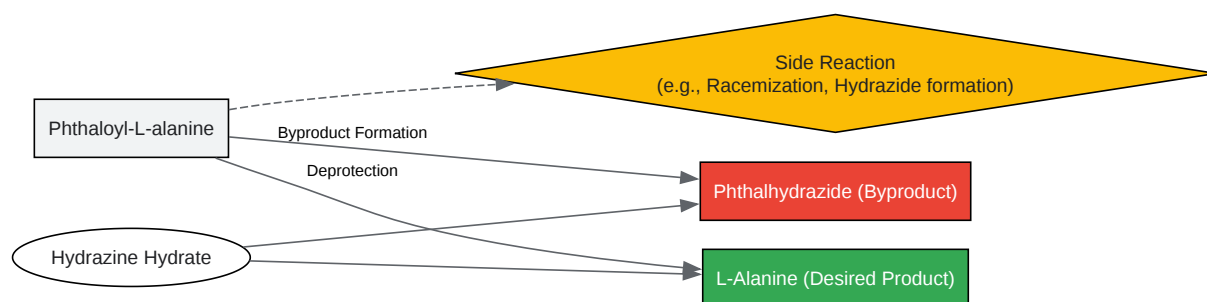 Side Reaction
(e.g., Racemization, Hydrazide formation)
Phthaloyl-L-alanine
Byproduct Formation
Deprotection
Phthalhydrazide (Byproduct)
Hydrazine Hydrate
L-Alanine (Desired Product)